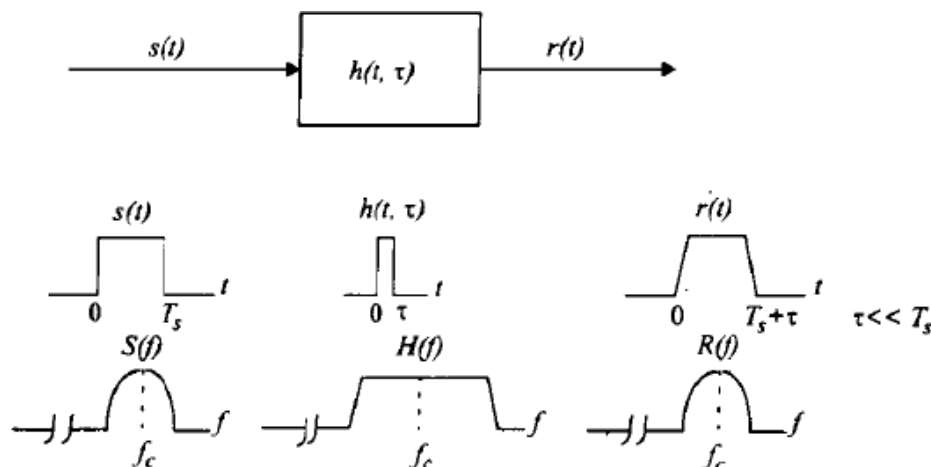 s(t) h(t, τ) r(t)
s(t) h(t, τ) r(t)
t t t
0 T_s 0 τ 0 T_s+τ τ<< T_s
S(f) H(f) R(f)
f f f
f_c f_c f_c